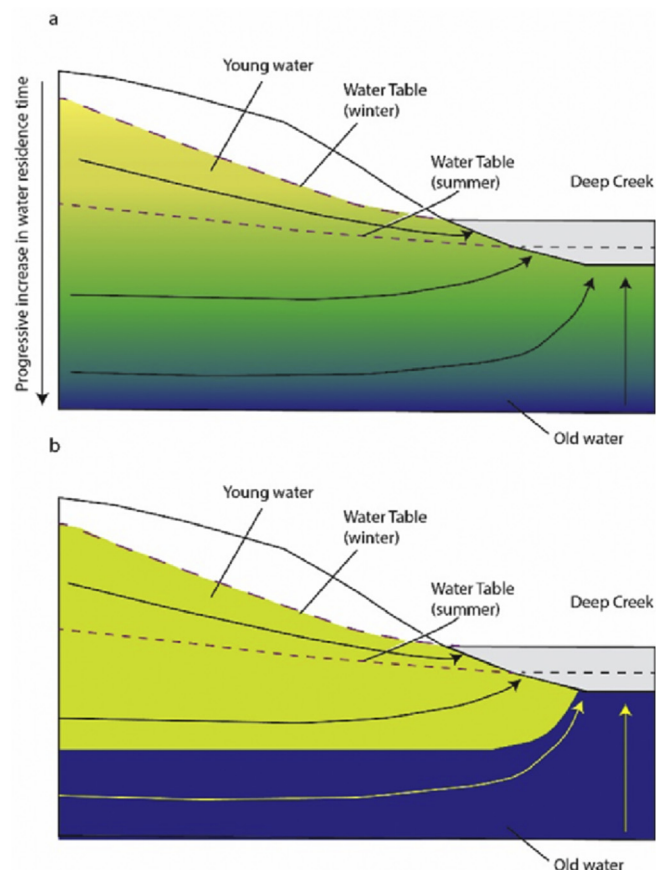 a
Progressive increase in water residence time
Young water
Water Table
(winter)
Water Table
(summer)
Deep Creek
Old water
b
Young water
Water Table
(winter)
Water Table
(summer)
Deep Creek
Old water